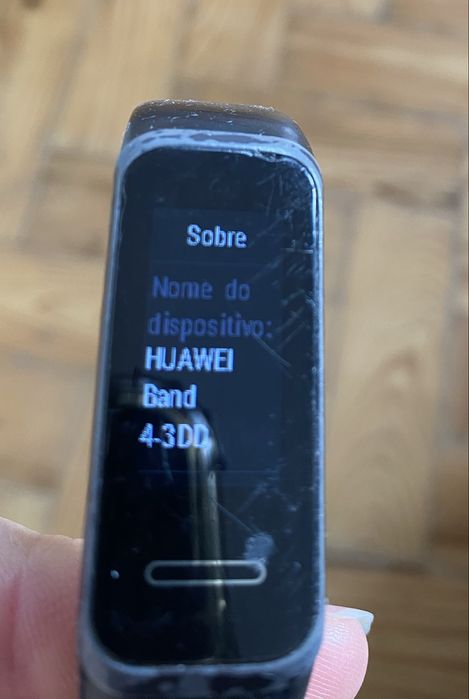 Sobre
Nome do
dispositivo:
HUAWEI
Band
4-3DD